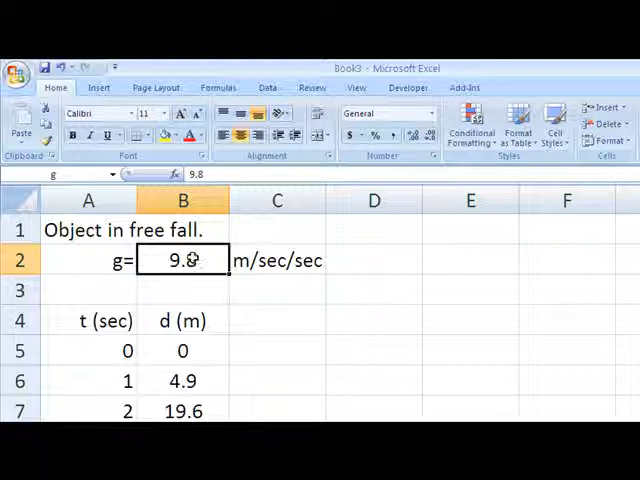 Book3 - Microsoft Excel
Home Insert Page Layout Formulas Data Review View Developer Add-Ins
Calibri 11 General Insert
Paste B I U A $ % , Conditional Formatting Format as Table Cell Styles Delete
Format
Clipboard Font Alignment Number Styles Cells
g fx 9.8
A B C D E F
1 Object in free fall.
2 g= 9.8 m/sec/sec
3
4 t (sec) d (m)
5 0 0
6 1 4.9
7 2 19.6